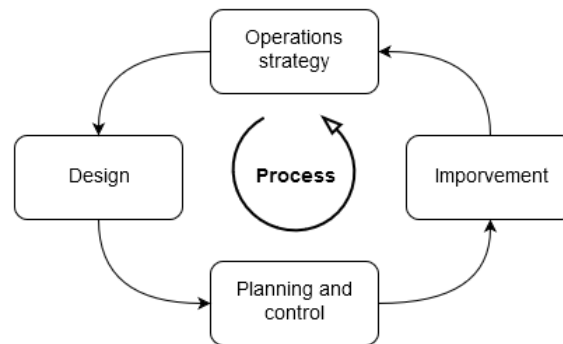 Operations
strategy
Design
Process
Imporvement
Planning and
control